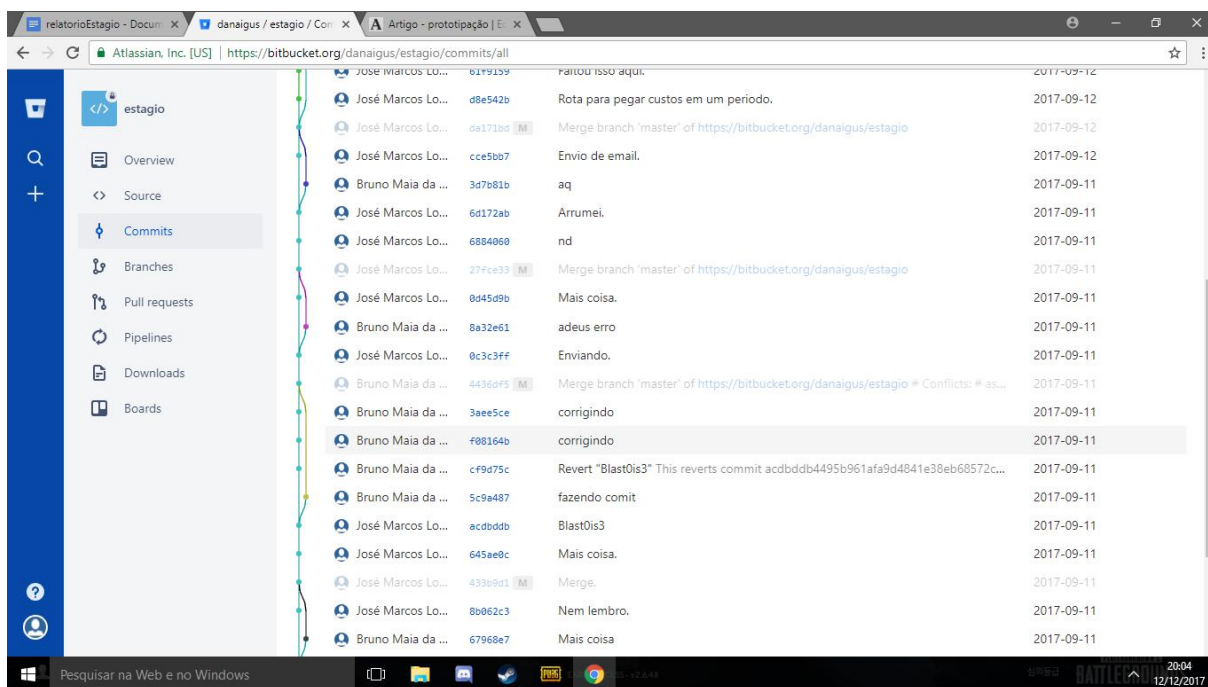 relatorioEstagio - Docum
danaigus / estagio / Com
Artigo - prototipação | Ec
Atlassian, Inc. [US] | https://bitbucket.org/danaigus/estagio/commits/all
estagio
Overview
Source
Commits
Branches
Pull requests
Pipelines
Downloads
Boards
José Marcos Lo... 61f9159 Faltou isso aqui. 2017-09-12
José Marcos Lo... d8e542b Rota para pegar custos em um periodo. 2017-09-12
José Marcos Lo... da171bd M Merge branch 'master' of https://bitbucket.org/danaigus/estagio 2017-09-12
José Marcos Lo... cce5bb7 Envio de email. 2017-09-12
Bruno Maia da ... 3d7b81b aq 2017-09-11
José Marcos Lo... 6d172ab Arrumei. 2017-09-11
José Marcos Lo... 6884060 nd 2017-09-11
José Marcos Lo... 27fce33 M Merge branch 'master' of https://bitbucket.org/danaigus/estagio 2017-09-11
José Marcos Lo... 0d45d9b Mais coisa. 2017-09-11
Bruno Maia da ... 8a32e61 adeus erro 2017-09-11
José Marcos Lo... 0c3c3ff Enviando. 2017-09-11
Bruno Maia da ... 4436df5 M Merge branch 'master' of https://bitbucket.org/danaigus/estagio # Conflicts: # as... 2017-09-11
Bruno Maia da ... 3aee5ce corrigindo 2017-09-11
Bruno Maia da ... f08164b corrigindo 2017-09-11
Bruno Maia da ... cf9d75c Revert "Blast0is3" This reverts commit acdbddb4495b961afa9d4841e38eb68572c... 2017-09-11
Bruno Maia da ... 5c9a487 fazendo comit 2017-09-11
José Marcos Lo... acdbddb Blast0is3 2017-09-11
José Marcos Lo... 645ae0c Mais coisa. 2017-09-11
José Marcos Lo... 433b9d1 M Merge. 2017-09-11
José Marcos Lo... 8b062c3 Nem lembro. 2017-09-11
Bruno Maia da ... 67968e7 Mais coisa 2017-09-11
Pesquisar na Web e no Windows
PUBG
20:04
12/12/2017